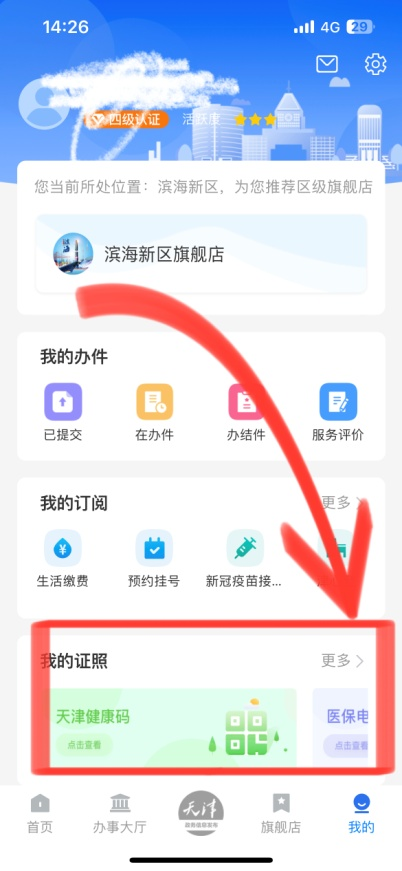 14:26
4G 29
四级认证 活跃度
您当前所处位置：滨海新区，为您推荐区级旗舰店
滨海新区旗舰店
我的办件
已提交 在办件 办结件 服务评价
我的订阅 更多
生活缴费 预约挂号 新冠疫苗接...
我的证照 更多
天津健康码 医保电
点击查看 点击查看
天津
首页 办事大厅 旗舰店 我的